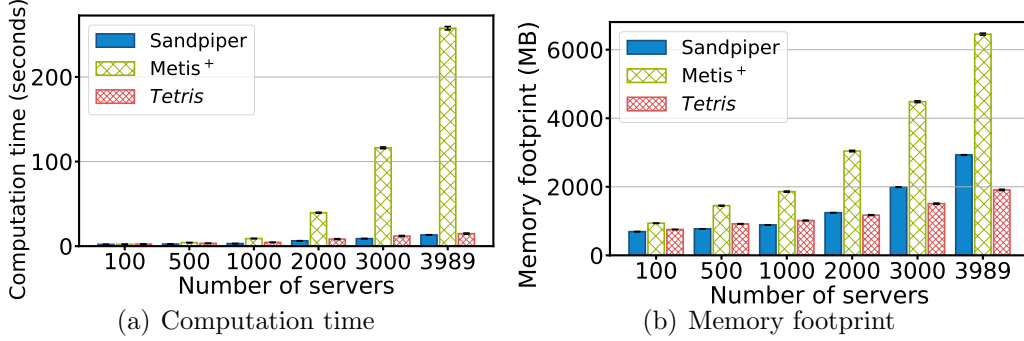 Computation time (seconds)
200
100
0
Sandpiper
Metis+
Tetris
100 500 1000 2000 3000 3989
Number of servers
(a) Computation time
Memory footprint (MB)
6000
4000
2000
0
Sandpiper
Metis+
Tetris
100 500 1000 2000 3000 3989
Number of servers
(b) Memory footprint